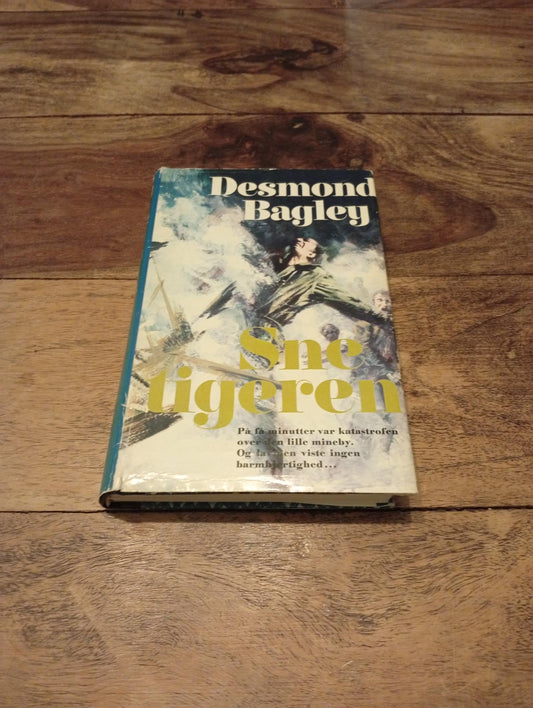 Desmond
Bagley
Sne
tigeren
På få minutter var katastrofen
over den lille mineby.
Og lavinen viste ingen
barmhjertighed...